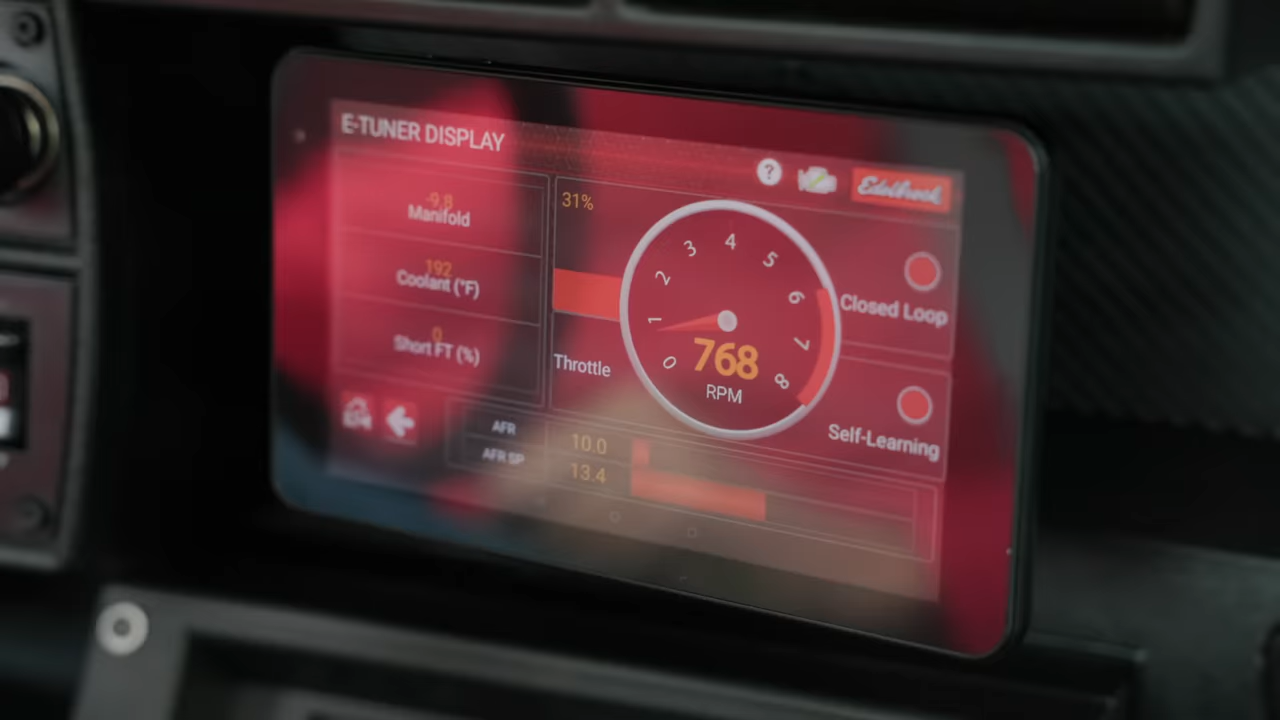 E-TUNER DISPLAY
?
Edelbrock
-9.8
Manifold
192
Coolant (°F)
0
Short FT (%)
31%
Throttle
0
1
2
3
4
5
6
7
8
768
RPM
Closed Loop
Self-Learning
AFR
10.0
AFR SP
13.4